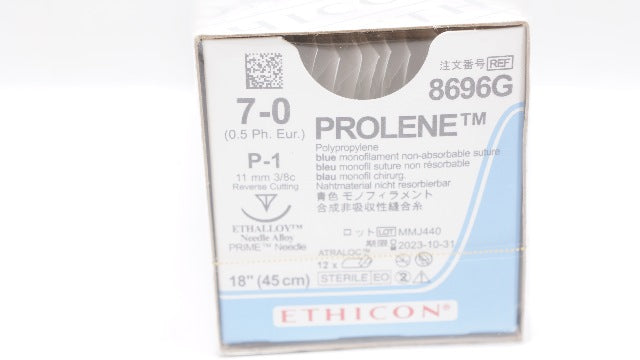 注文番号 REF
8696G
7-0
(0.5 Ph. Eur.)
PROLENE™
Polypropylene
blue monofilament non-absorbable suture
bleu monofil suture non résorbable
blau monofil chirurg.
Nahtmaterial nicht resorbierbar
青色 モノフィラメント
合成非吸収性縫合糸
P-1
11 mm 3/8c
Reverse Cutting
ETHALLOY™
Needle Alloy
PRIME™ Needle
ロット LOT MMJ440
期限 2023-10-31
ATRALOC™
12 x
STERILE EO
18" (45 cm)
ETHICON®